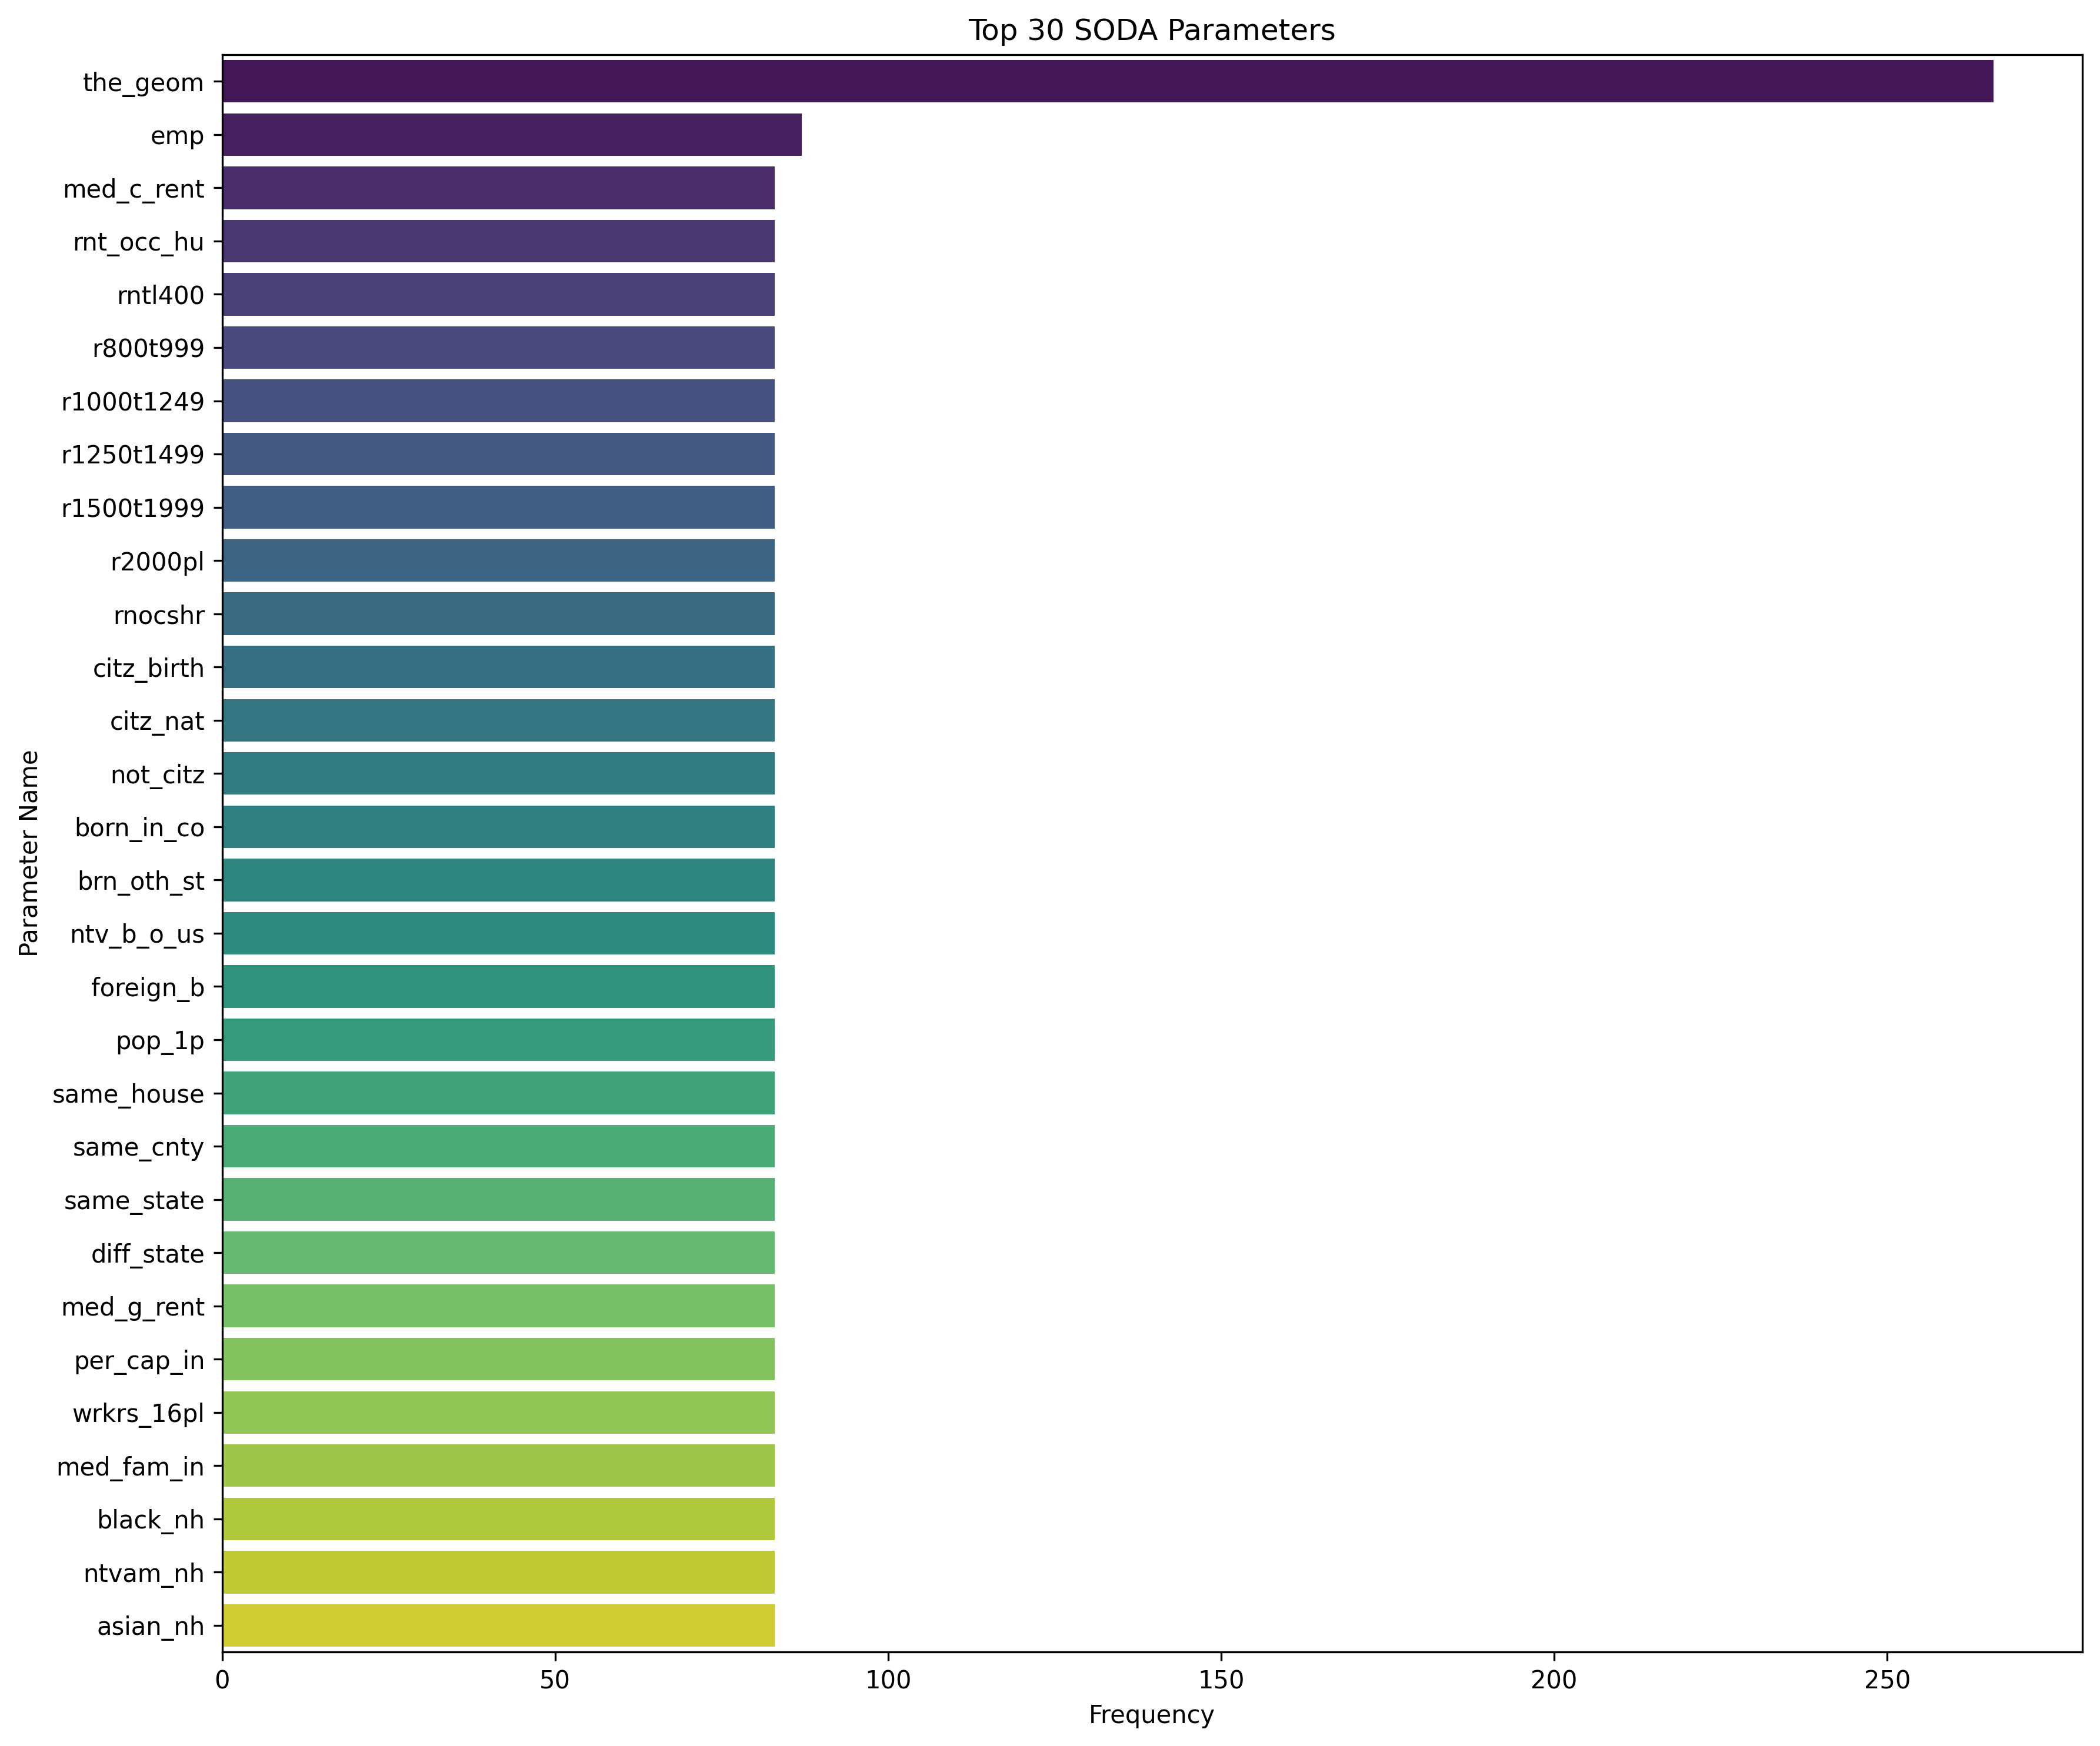 Top 30 SODA Parameters
the_geom
emp
med_c_rent
rnt_occ_hu
rntl400
r800t999
r1000t1249
r1250t1499
r1500t1999
r2000pl
rnocshr
citz_birth
citz_nat
not_citz
born_in_co
brn_oth_st
ntv_b_o_us
foreign_b
pop_1p
same_house
same_cnty
same_state
diff_state
med_g_rent
per_cap_in
wrkrs_16pl
med_fam_in
black_nh
ntvam_nh
asian_nh
Parameter Name
0 50 100 150 200 250
Frequency